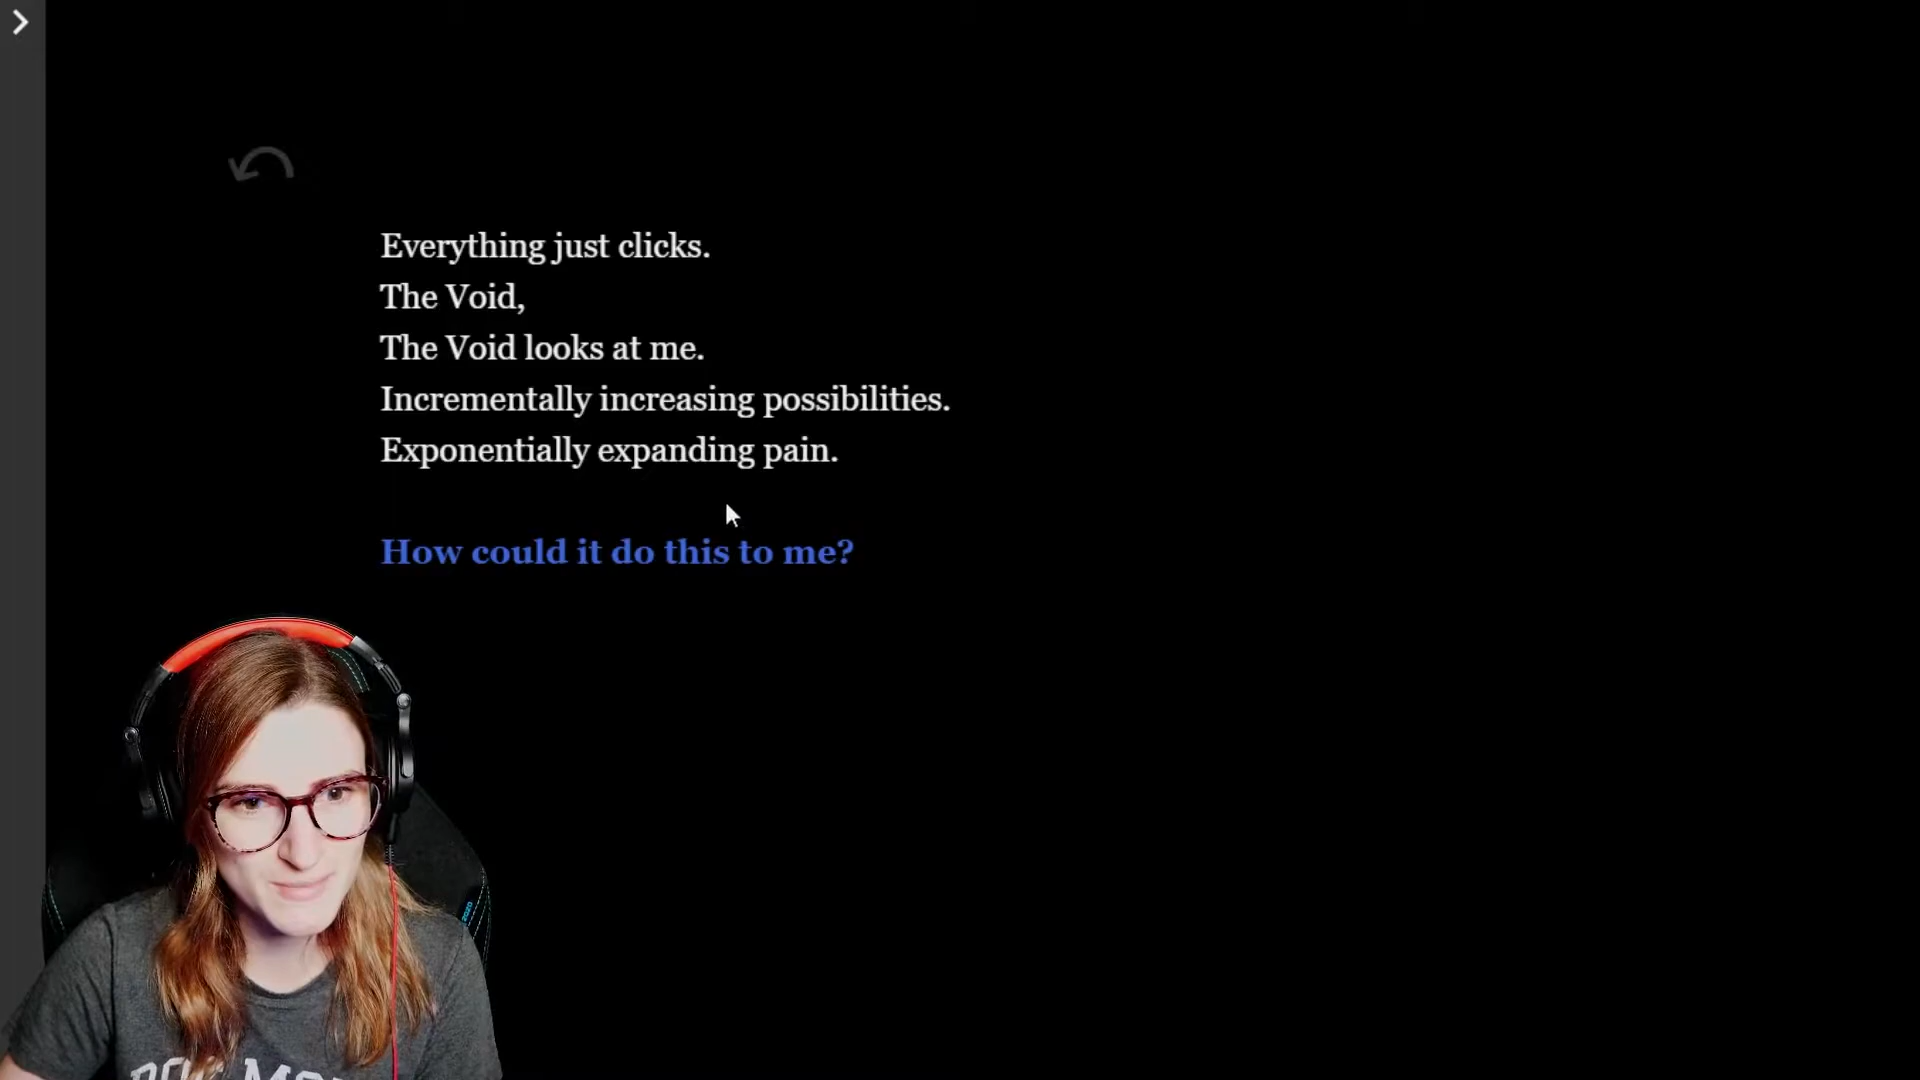 Everything just clicks.
The Void,
The Void looks at me.
Incrementally increasing possibilities.
Exponentially expanding pain.
How could it do this to me?
2020